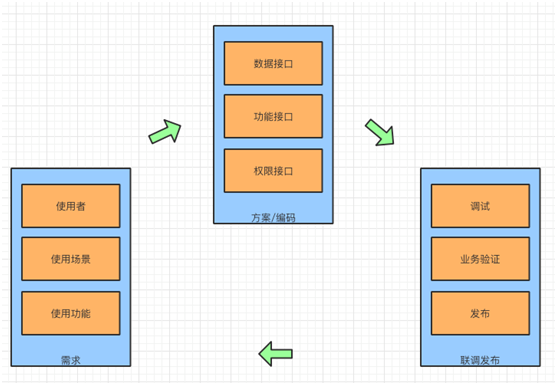 数据接口
功能接口
权限接口
方案/编码
使用者
使用场景
使用功能
需求
调试
业务验证
发布
联调发布